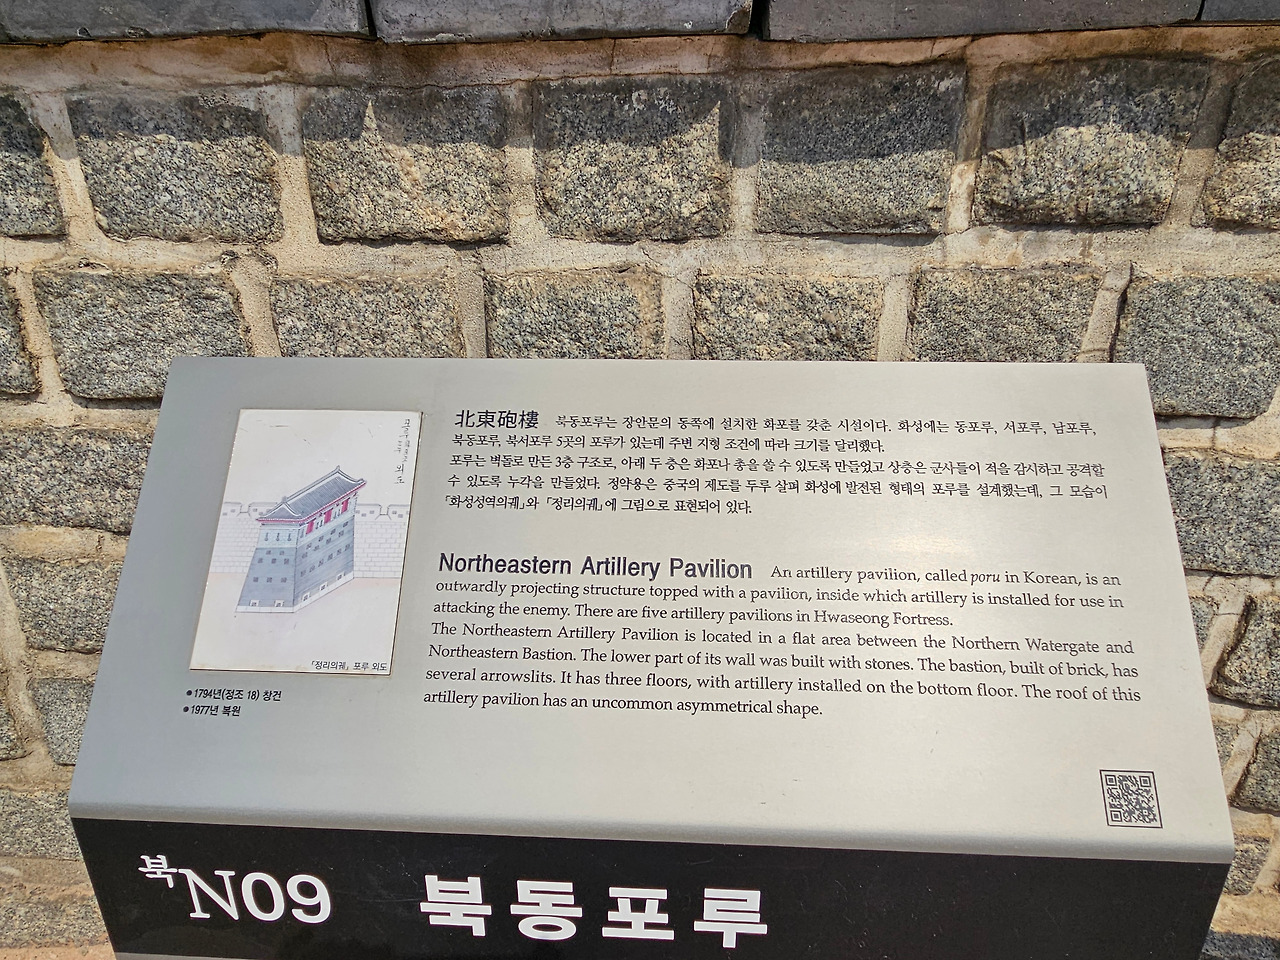 北東砲樓 북동포루는 장안문의 동쪽에 설치한 화포를 갖춘 시설이다. 화성에는 동포루, 서포루, 남포루,
북동포루, 북서포루 5곳의 포루가 있는데 주변 지형 조건에 따라 크기를 달리했다.
포루는 벽돌로 만든 3층 구조로, 아래 두 층은 화포나 총을 쏠 수 있도록 만들었고 상층은 군사들이 적을 감시하고 공격할
수 있도록 누각을 만들었다. 정약용은 중국의 제도를 두루 살펴 화성에 발전된 형태의 포루를 설계했는데, 그 모습이
「화성성역의궤」와 「정리의궤」에 그림으로 표현되어 있다.
Northeastern Artillery Pavilion An artillery pavilion, called poru in Korean, is an
outwardly projecting structure topped with a pavilion, inside which artillery is installed for use in
attacking the enemy. There are five artillery pavilions in Hwaseong Fortress.
The Northeastern Artillery Pavilion is located in a flat area between the Northern Watergate and
Northeastern Bastion. The lower part of its wall was built with stones. The bastion, built of brick, has
several arrowslits. It has three floors, with artillery installed on the bottom floor. The roof of this
artillery pavilion has an uncommon asymmetrical shape.
외도
「정리의궤」 포루 외도
●1794년(정조 18) 창건
●1977년 복원
북N09 북동포루